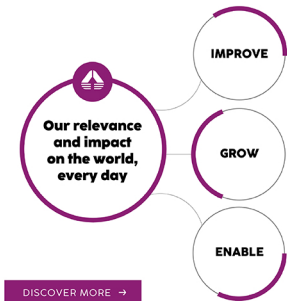 IMPROVE
Our relevance
and impact
on the world,
every day
GROW
ENABLE
DISCOVER MORE →